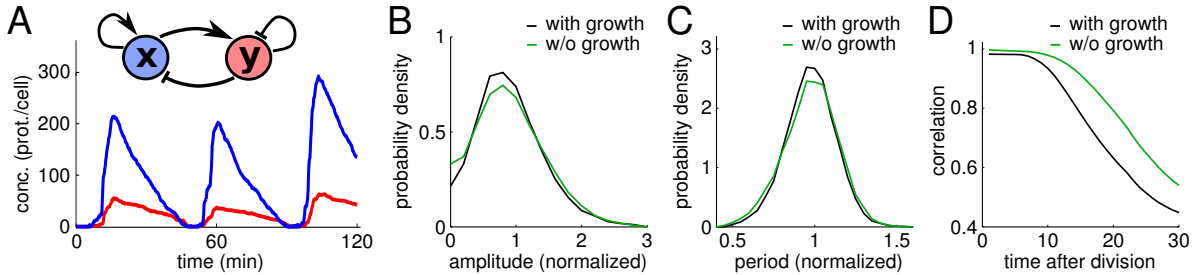 A
x
y
conc. (prot./cell)
300
200
100
0
0
60
120
time (min)
B
with growth
w/o growth
probability density
1
0.5
0
0
1
2
3
amplitude (normalized)
C
with growth
w/o growth
probability density
3
2
1
0
0.5
1
1.5
period (normalized)
D
with growth
w/o growth
correlation
1
0.8
0.6
0.4
0
10
20
30
time after division